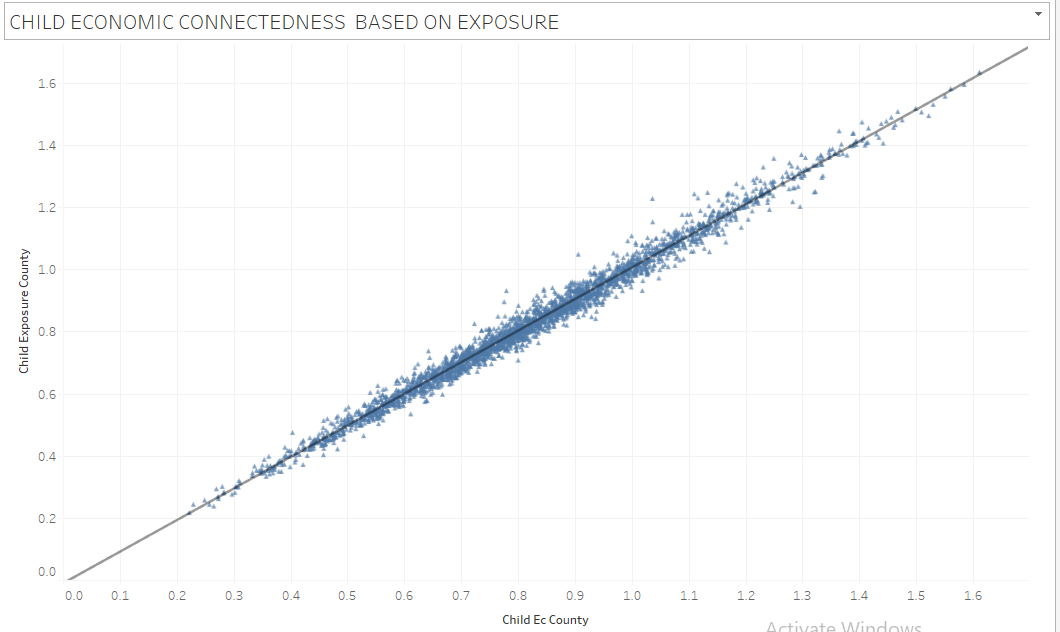 CHILD ECONOMIC CONNECTEDNESS  BASED ON EXPOSURE
1.6
1.4
1.2
1.0
0.8
0.6
0.4
0.2
0.0
Child Exposure County
0.0 0.1 0.2 0.3 0.4 0.5 0.6 0.7 0.8 0.9 1.0 1.1 1.2 1.3 1.4 1.5 1.6
Child Ec County
Activate Windows